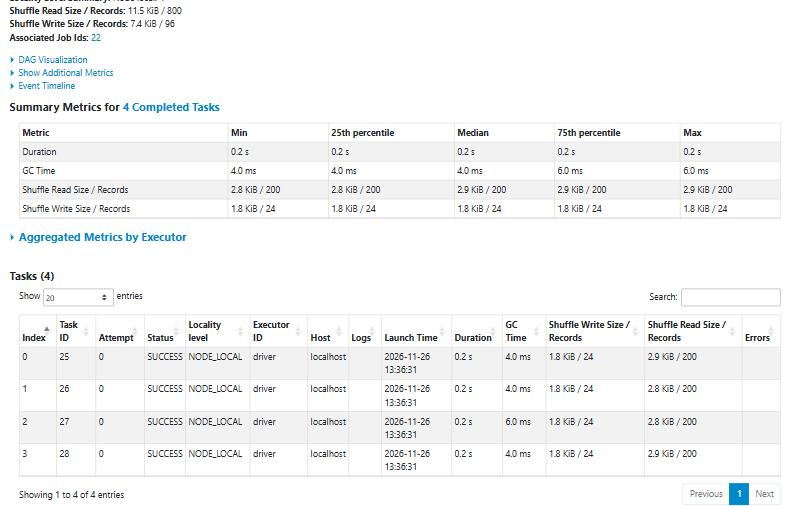 Shuffle Read Size / Records: 11.5 KiB / 800
Shuffle Write Size / Records: 7.4 KiB / 96
Associated Job Ids: 22
DAG Visualization
Show Additional Metrics
Event Timeline
Summary Metrics for 4 Completed Tasks
Metric Min 25th percentile Median 75th percentile Max
Duration 0.2 s 0.2 s 0.2 s 0.2 s 0.2 s
GC Time 4.0 ms 4.0 ms 4.0 ms 6.0 ms 6.0 ms
Shuffle Read Size / Records 2.8 KiB / 200 2.8 KiB / 200 2.9 KiB / 200 2.9 KiB / 200 2.9 KiB / 200
Shuffle Write Size / Records 1.8 KiB / 24 1.8 KiB / 24 1.8 KiB / 24 1.8 KiB / 24 1.8 KiB / 24
Aggregated Metrics by Executor
Tasks (4)
Show 20 entries Search:
Index Task ID Attempt Status Locality level Executor ID Host Logs Launch Time Duration GC Time Shuffle Write Size / Records Shuffle Read Size / Records Errors
0 25 0 SUCCESS NODE_LOCAL driver localhost 2026-11-26 13:36:31 0.2 s 4.0 ms 1.8 KiB / 24 2.9 KiB / 200
1 26 0 SUCCESS NODE_LOCAL driver localhost 2026-11-26 13:36:31 0.2 s 4.0 ms 1.8 KiB / 24 2.8 KiB / 200
2 27 0 SUCCESS NODE_LOCAL driver localhost 2026-11-26 13:36:31 0.2 s 6.0 ms 1.8 KiB / 24 2.8 KiB / 200
3 28 0 SUCCESS NODE_LOCAL driver localhost 2026-11-26 13:36:31 0.2 s 4.0 ms 1.8 KiB / 24 2.9 KiB / 200
Showing 1 to 4 of 4 entries Previous 1 Next